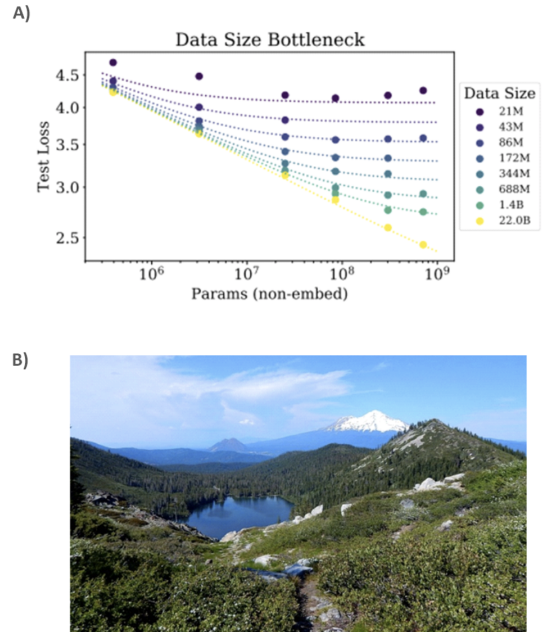 A)
Data Size Bottleneck
4.5
4.0
3.5
3.0
2.5
Test Loss
10⁶ 10⁷ 10⁸ 10⁹
Params (non-embed)
Data Size
21M
43M
86M
172M
344M
688M
1.4B
22.0B
B)